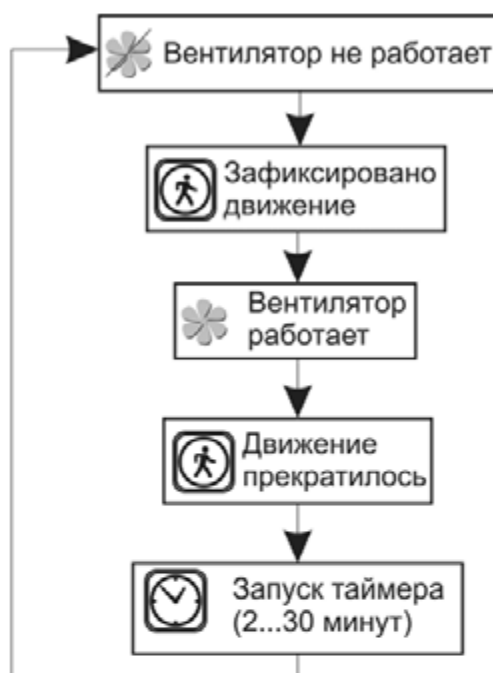 Вентилятор не работает
Зафиксировано
движение
Вентилятор
работает
Движение
прекратилось
Запуск таймера
(2...30 минут)